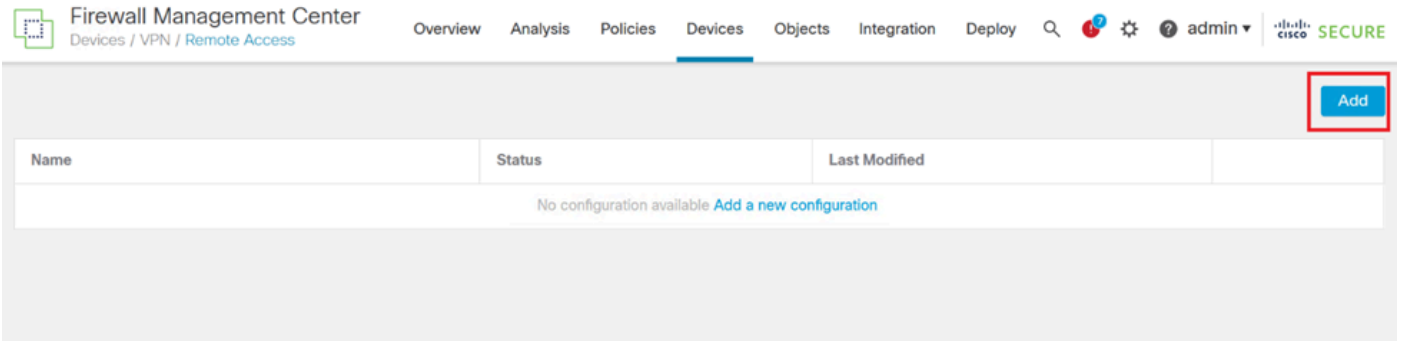 Firewall Management Center
Devices / VPN / Remote Access
Overview Analysis Policies Devices Objects Integration Deploy 7 admin cisco SECURE
Add
Name Status Last Modified
No configuration available Add a new configuration